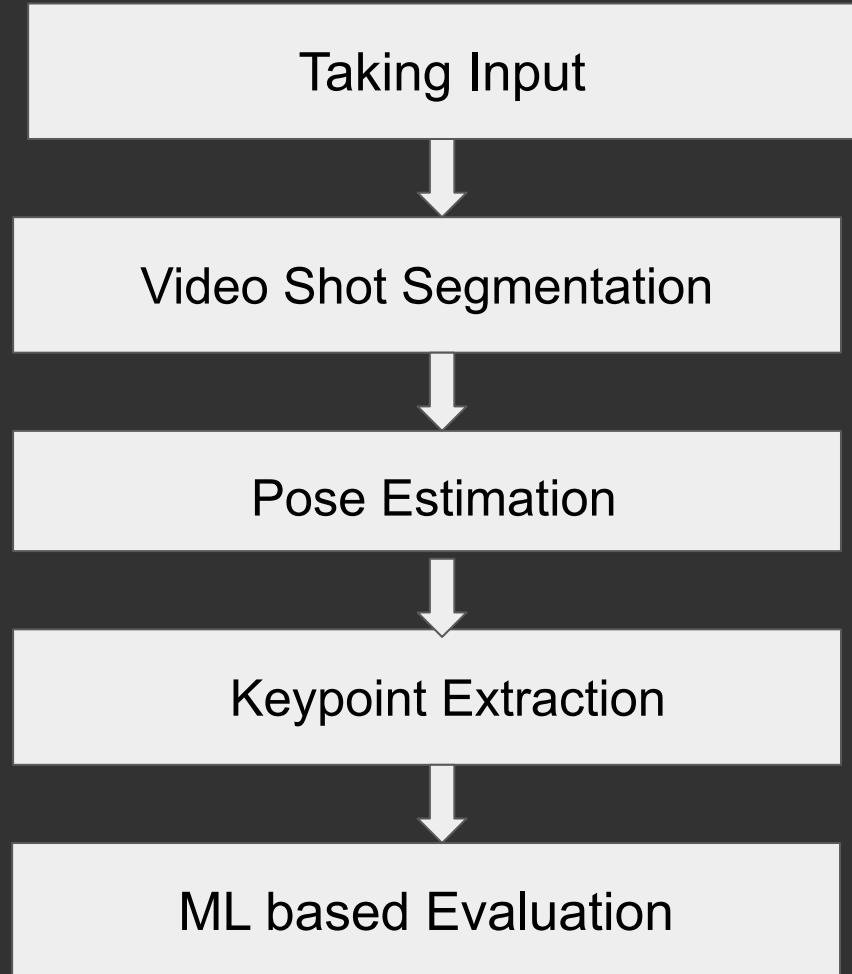 Taking Input
Video Shot Segmentation
Pose Estimation
Keypoint Extraction
ML based Evaluation